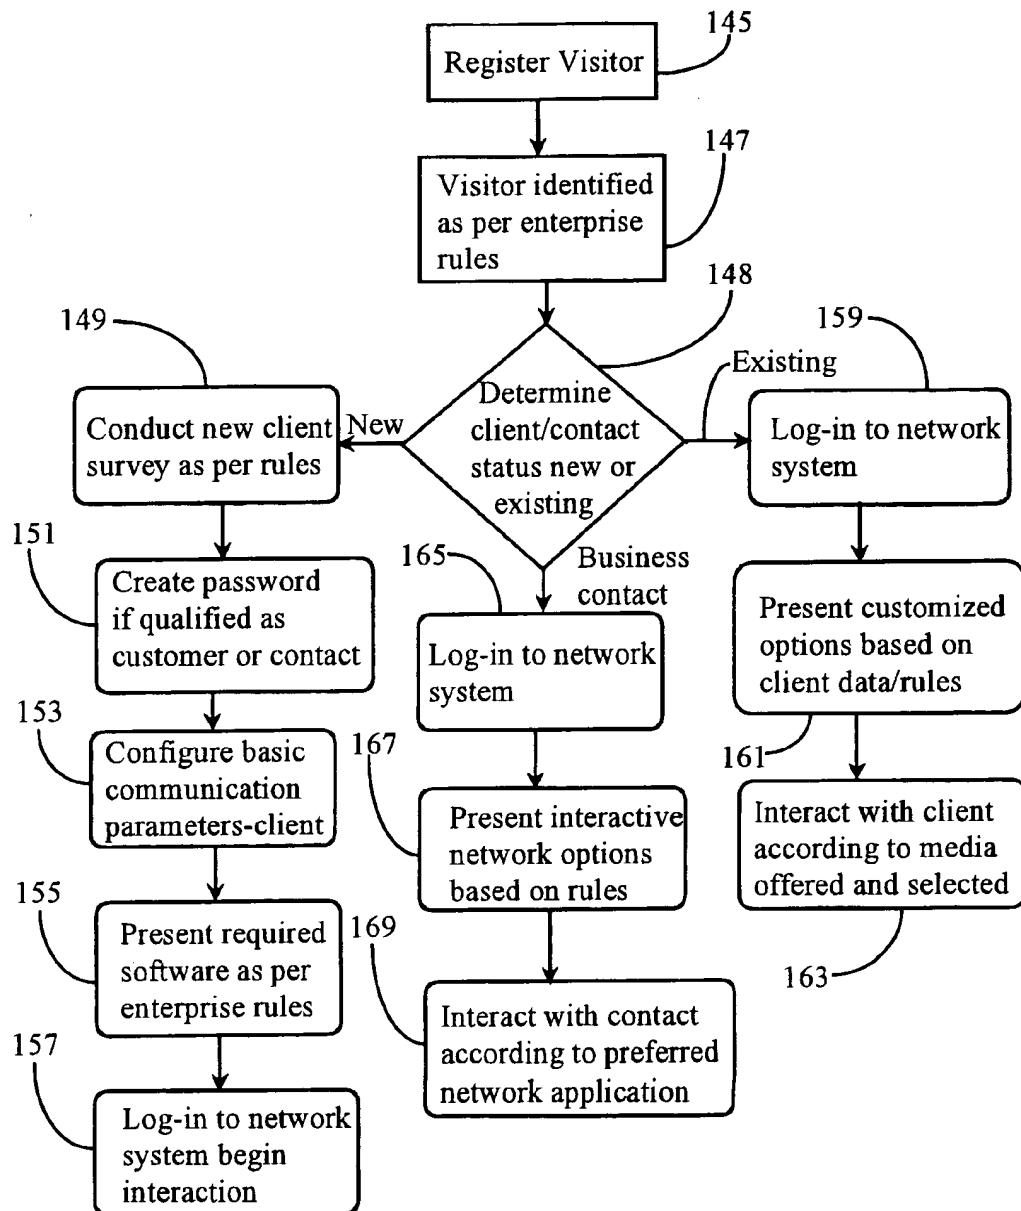 145
Register Visitor
147
Visitor identified
as per enterprise
rules
148
149
159
Existing
New
Determine
client/contact
status new or
existing
Conduct new client
survey as per rules
Log-in to network
system
151
165
Business
contact
Create password
if qualified as
customer or contact
Log-in to network
system
Present customized
options based on
client data/rules
153
167
161
Configure basic
communication
parameters-client
Present interactive
network options
based on rules
Interact with client
according to media
offered and selected
155
169
163
Present required
software as per
enterprise rules
Interact with contact
according to preferred
network application
157
Log-in to network
system begin
interaction